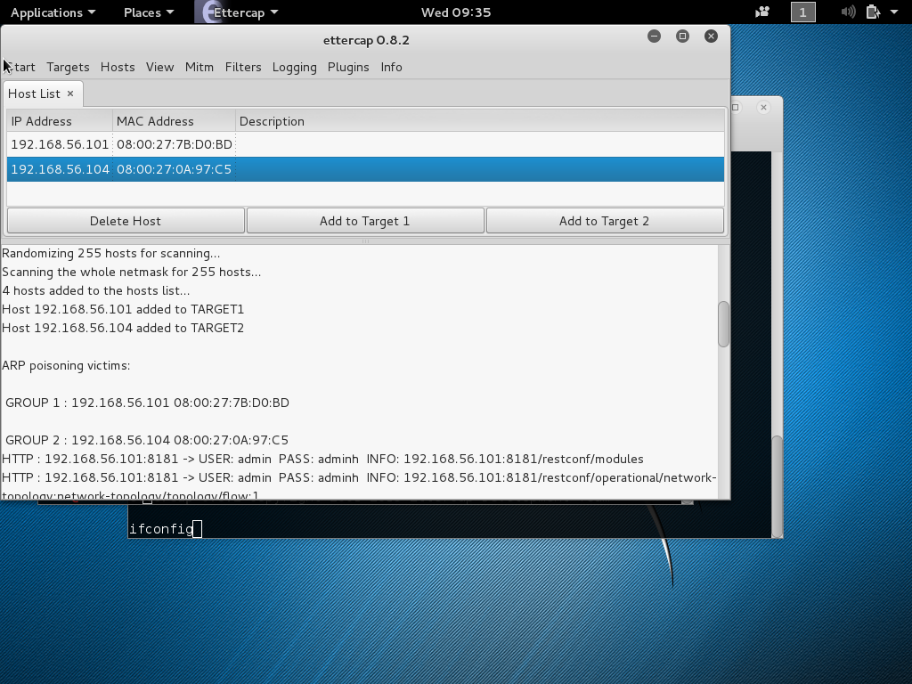 Applications Places Ettercap Wed 09:35 1
ettercap 0.8.2
Start Targets Hosts View Mitm Filters Logging Plugins Info
Host List ×
IP Address MAC Address Description
192.168.56.101 08:00:27:7B:D0:BD
192.168.56.104 08:00:27:0A:97:C5
Delete Host Add to Target 1 Add to Target 2
Randomizing 255 hosts for scanning...
Scanning the whole netmask for 255 hosts...
4 hosts added to the hosts list...
Host 192.168.56.101 added to TARGET1
Host 192.168.56.104 added to TARGET2
ARP poisoning victims:
GROUP 1 : 192.168.56.101 08:00:27:7B:D0:BD
GROUP 2 : 192.168.56.104 08:00:27:0A:97:C5
HTTP : 192.168.56.101:8181 -> USER: admin PASS: adminh INFO: 192.168.56.101:8181/restconf/modules
HTTP : 192.168.56.101:8181 -> USER: admin PASS: adminh INFO: 192.168.56.101:8181/restconf/operational/network-
topology:network-topology/topology/flow:1
ifconfig